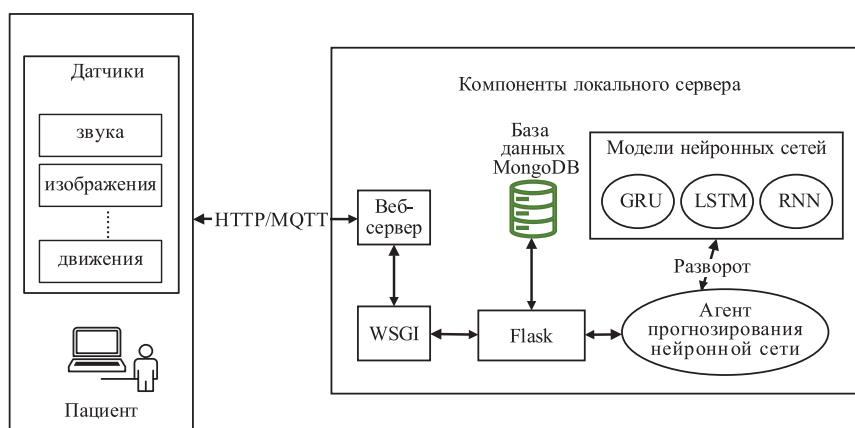 Датчики
звука
изображения
движения
Пациент
HTTP/MQTT
Компоненты локального сервера
Веб-
сервер
WSGI
База
данных
MongoDB
Flask
Модели нейронных сетей
GRU
LSTM
RNN
Разворот
Агент
прогнозирования
нейронной сети